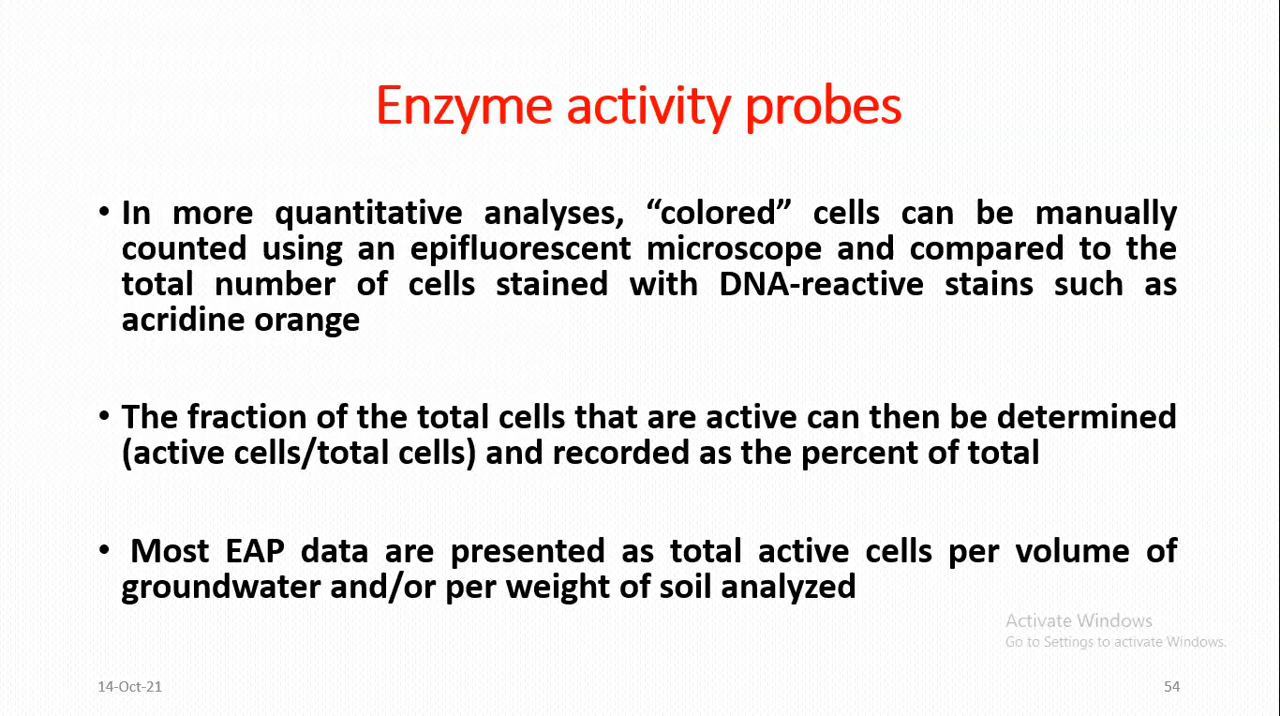 Enzyme activity probes
• In more quantitative analyses, “colored” cells can be manually
counted using an epifluorescent microscope and compared to the
total number of cells stained with DNA-reactive stains such as
acridine orange
• The fraction of the total cells that are active can then be determined
(active cells/total cells) and recorded as the percent of total
• Most EAP data are presented as total active cells per volume of
groundwater and/or per weight of soil analyzed
Activate Windows
Go to Settings to activate Windows.
14-Oct-21
54